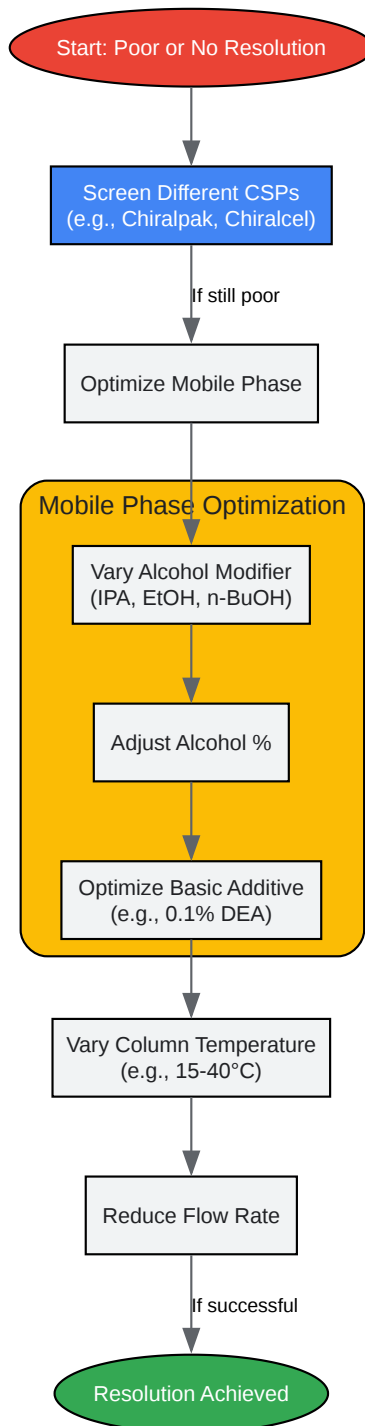 Start: Poor or No Resolution
Screen Different CSPs
(e.g., Chiralpak, Chiralcel)
If still poor
Optimize Mobile Phase
Mobile Phase Optimization
Vary Alcohol Modifier
(IPA, EtOH, n-BuOH)
Adjust Alcohol %
Optimize Basic Additive
(e.g., 0.1% DEA)
Vary Column Temperature
(e.g., 15-40°C)
Reduce Flow Rate
If successful
Resolution Achieved